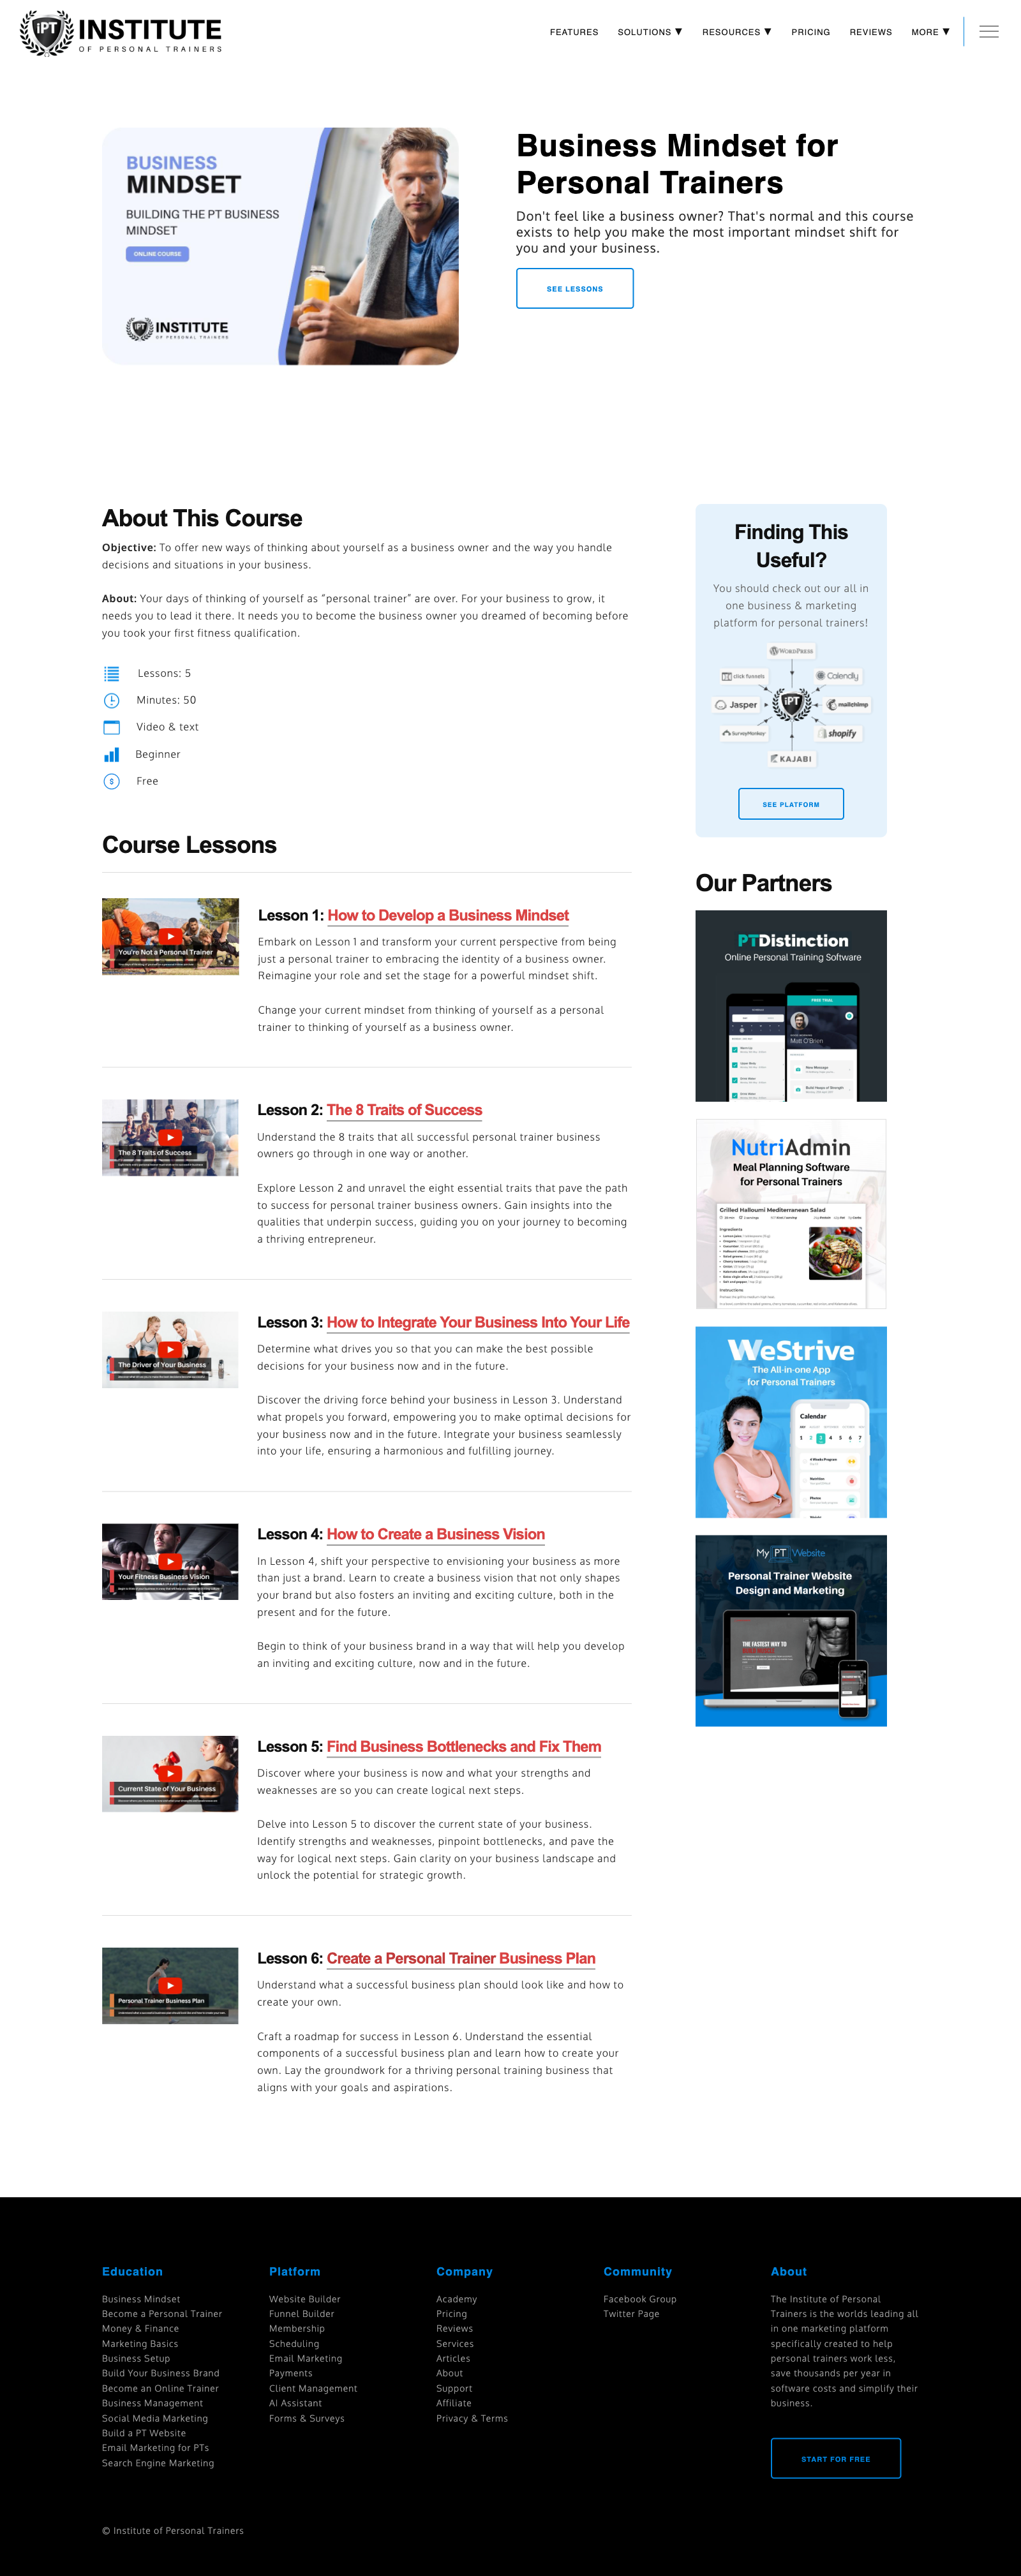 iPT INSTITUTE
OF PERSONAL TRAINERS
FEATURES
SOLUTIONS ▼
RESOURCES ▼
PRICING
REVIEWS
MORE ▼
BUSINESS
MINDSET
BUILDING THE PT BUSINESS
MINDSET
ONLINE COURSE
iPT INSTITUTE
OF PERSONAL TRAINERS
Business Mindset for
Personal Trainers
Don't feel like a business owner? That's normal and this course
exists to help you make the most important mindset shift for
you and your business.
SEE LESSONS
About This Course
Objective: To offer new ways of thinking about yourself as a business owner and the way you handle
decisions and situations in your business.
About: Your days of thinking of yourself as “personal trainer” are over. For your business to grow, it
needs you to lead it there. It needs you to become the business owner you dreamed of becoming before
you took your first fitness qualification.
Lessons: 5
Minutes: 50
Video & text
Beginner
Free
Course Lessons
You're Not a Personal Trainer
Lesson 1: How to Develop a Business Mindset
Embark on Lesson 1 and transform your current perspective from being
just a personal trainer to embracing the identity of a business owner.
Reimagine your role and set the stage for a powerful mindset shift.
Change your current mindset from thinking of yourself as a personal
trainer to thinking of yourself as a business owner.
The 8 Traits of Success
Lesson 2: The 8 Traits of Success
Understand the 8 traits that all successful personal trainer business
owners go through in one way or another.
Explore Lesson 2 and unravel the eight essential traits that pave the path
to success for personal trainer business owners. Gain insights into the
qualities that underpin success, guiding you on your journey to becoming
a thriving entrepreneur.
The Driver of Your Business
Lesson 3: How to Integrate Your Business Into Your Life
Determine what drives you so that you can make the best possible
decisions for your business now and in the future.
Discover the driving force behind your business in Lesson 3. Understand
what propels you forward, empowering you to make optimal decisions for
your business now and in the future. Integrate your business seamlessly
into your life, ensuring a harmonious and fulfilling journey.
Your Fitness Business Vision
Lesson 4: How to Create a Business Vision
In Lesson 4, shift your perspective to envisioning your business as more
than just a brand. Learn to create a business vision that not only shapes
your brand but also fosters an inviting and exciting culture, both in the
present and for the future.
Begin to think of your business brand in a way that will help you develop
an inviting and exciting culture, now and in the future.
Current State of Your Business
Lesson 5: Find Business Bottlenecks and Fix Them
Discover where your business is now and what your strengths and
weaknesses are so you can create logical next steps.
Delve into Lesson 5 to discover the current state of your business.
Identify strengths and weaknesses, pinpoint bottlenecks, and pave the
way for logical next steps. Gain clarity on your business landscape and
unlock the potential for strategic growth.
Personal Trainer Business Plan
Lesson 6: Create a Personal Trainer Business Plan
Understand what a successful business plan should look like and how to
create your own.
Craft a roadmap for success in Lesson 6. Understand the essential
components of a successful business plan and learn how to create your
own. Lay the groundwork for a thriving personal training business that
aligns with your goals and aspirations.
Finding This
Useful?
You should check out our all in
one business & marketing
platform for personal trainers!
WORDPRESS
click funnels
Calendly
Jasper
iPT
mailchimp
SurveyMonkey
shopify
KAJABI
SEE PLATFORM
Our Partners
PTDistinction
Online Personal Training Software
FREE TRIAL
Matt O'Brien
NutriAdmin
Meal Planning Software
for Personal Trainers
Grilled Halloumi Mediterranean Salad
Ingredients
Instructions
WeStrive
The All-in-one App
for Personal Trainers
Calendar
1 2 3 4 5 6 7
My PT Website
Personal Trainer Website
Design and Marketing
THE FASTEST WAY TO
Education
Business Mindset
Become a Personal Trainer
Money & Finance
Marketing Basics
Business Setup
Build Your Business Brand
Become an Online Trainer
Business Management
Social Media Marketing
Build a PT Website
Email Marketing for PTs
Search Engine Marketing
Platform
Website Builder
Funnel Builder
Membership
Scheduling
Email Marketing
Payments
Client Management
AI Assistant
Forms & Surveys
Company
Academy
Pricing
Reviews
Services
Articles
About
Support
Affiliate
Privacy & Terms
Community
Facebook Group
Twitter Page
About
The Institute of Personal
Trainers is the worlds leading all
in one marketing platform
specifically created to help
personal trainers work less,
save thousands per year in
software costs and simplify their
business.
START FOR FREE
© Institute of Personal Trainers